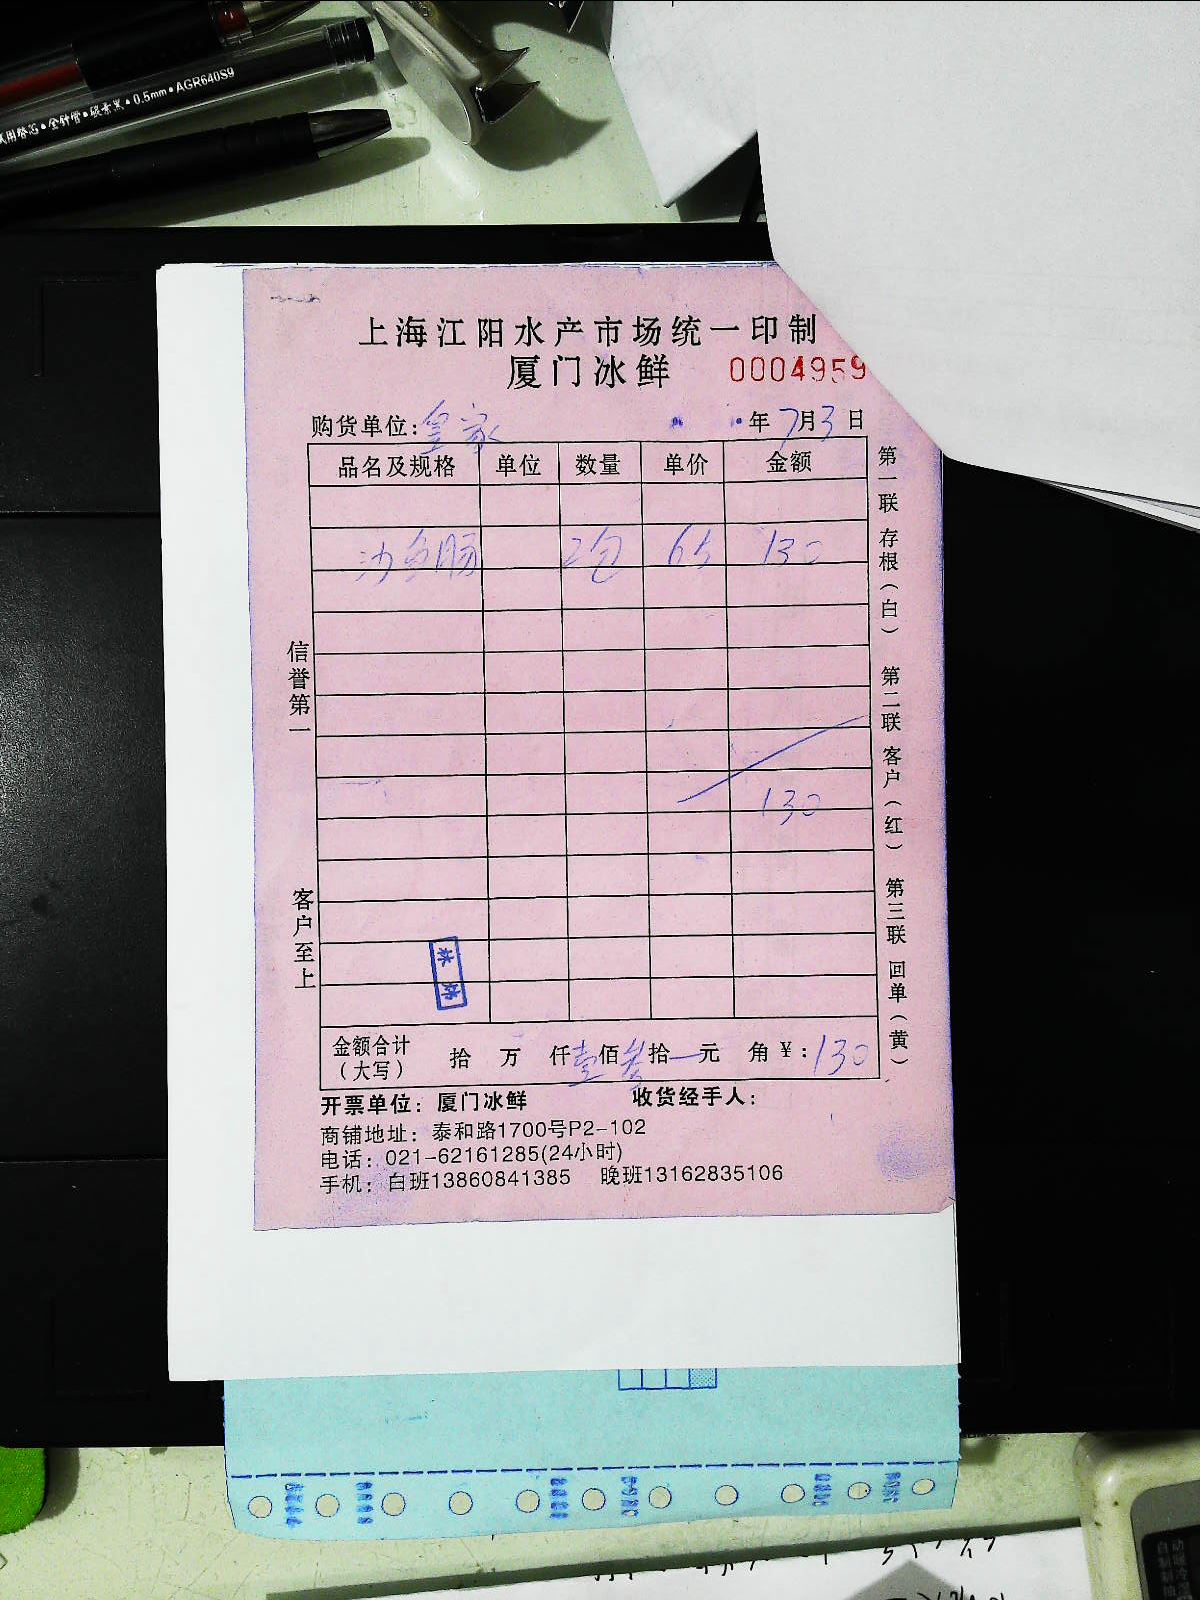 全针管•碳素黑•0.5mm•AGR640S9
上海江阳水产市场统一印制
厦门冰鲜 0004959
购货单位:皇家 年7月3日
品名及规格 单位 数量 单价 金额
沙鱼肠 2包 65 130
130
金额合计（大写） 拾 万 仟壹佰叁拾一元 角￥:130
开票单位：厦门冰鲜 收货经手人：
商铺地址：泰和路1700号P2-102
电话：021-62161285(24小时)
手机：白班13860841385 晚班13162835106
信誉第一
客户至上
第一联 存根（白） 第二联 客户（红） 第三联 回单（黄）